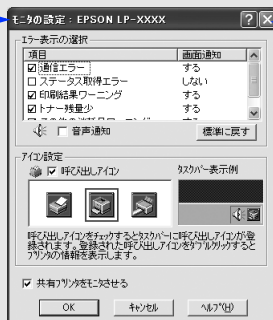 モニタの設定 : EPSON LP-XXXX
エラー表示の選択
項目 画面通知
通信エラー する
ステータス取得エラー しない
印刷結果ワーニング する
トナー残量少 する
音声通知 標準に戻す
アイコン設定
呼び出しアイコン タスクバー表示例
呼び出しアイコンをチェックするとタスクバーに呼び出しアイコンが登
録されます。登録された呼び出しアイコンをダブルクリックすると
プリンタの情報を表示します。
共有プリンタをモニタさせる
OK キャンセル ヘルプ(H)